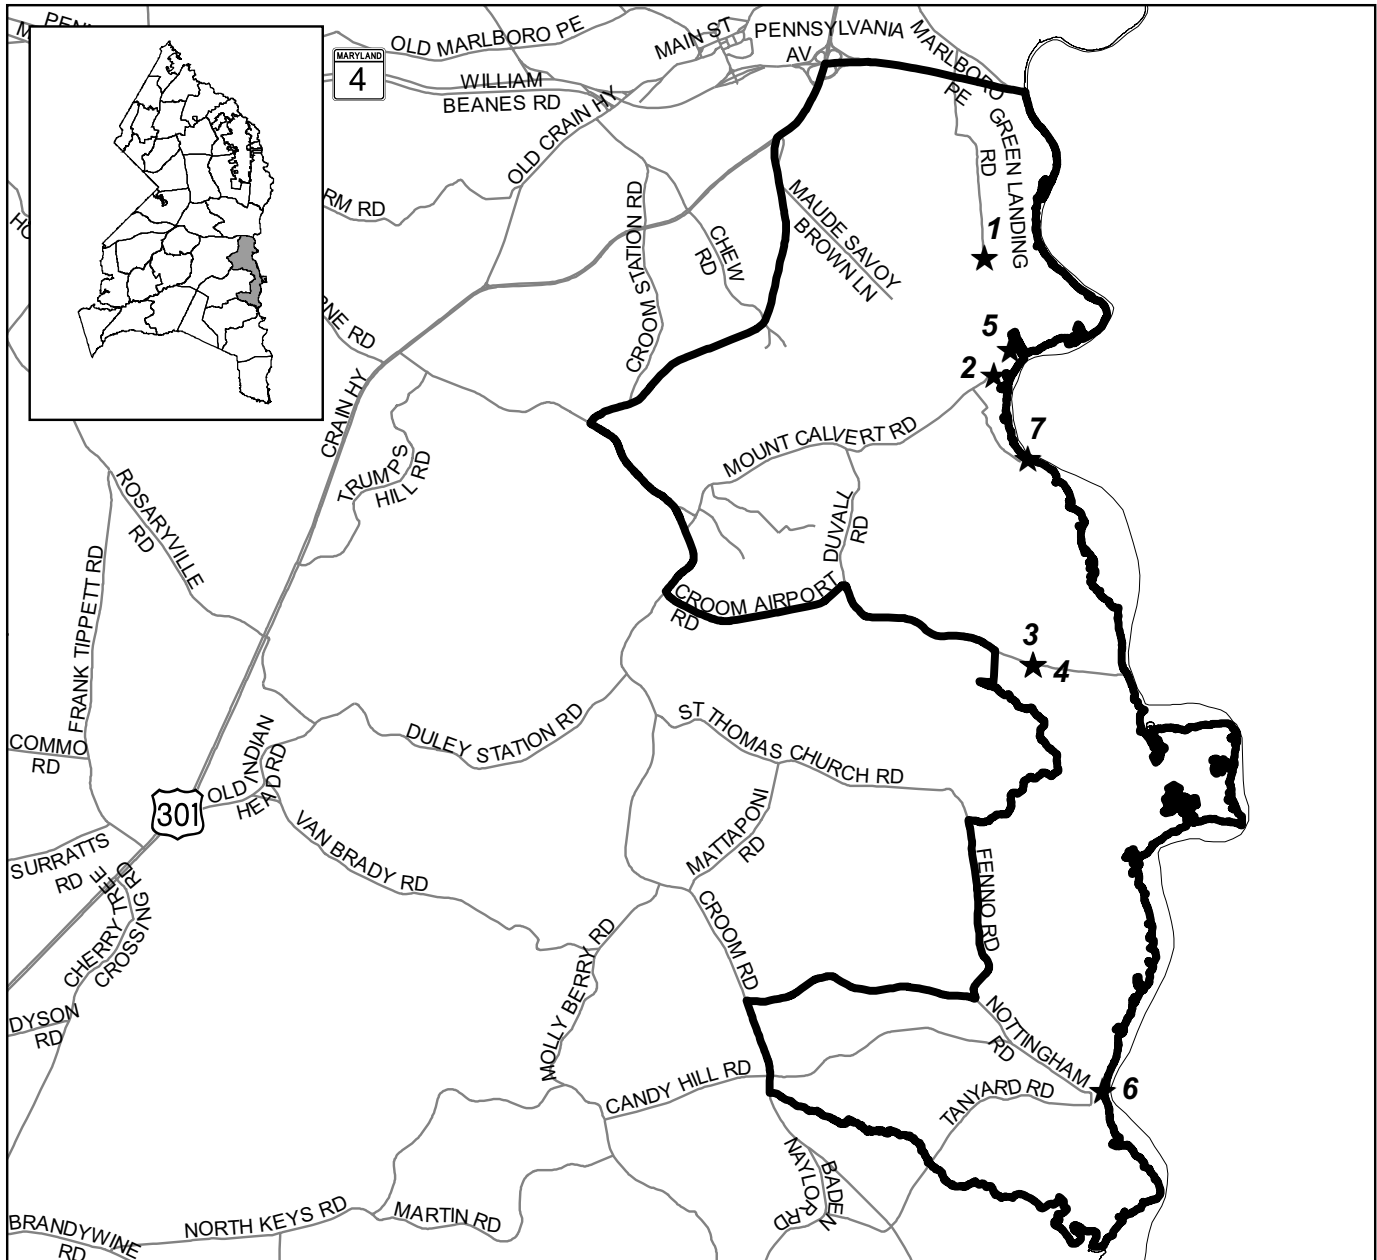 OLD MARLBORO PE
MAIN ST
PENNSYLVANIA
AV
MARLBORO
PE
MARYLAND
4
WILLIAM
BEANES RD
OLD CRAIN HY
GREEN LANDING
RD
1
RM RD
CROOM STATION RD
CHEW
RD
MAUDE SAVOY
BROWN LN
NE RD
5
2
CRAIN HY
TRUMPS
HILL RD
MOUNT CALVERT RD
7
ROSARYVILLE
RD
DUVALL
RD
FRANK TIPPETT RD
CROOM AIRPORT
RD
3
4
COMMO
RD
OLD INDIAN
HEAD RD
DULEY STATION RD
ST THOMAS CHURCH RD
301
SURRATTS
RD
VAN BRADY RD
MATTAPONI
RD
FENNO RD
CHERRY TREE
CROSSING RD
CROOM RD
MOLLY BERRY RD
DYSON
RD
NOTTINGHAM
RD
CANDY HILL RD
TANYARD RD
6
NAYLOR RD
BADEN
BRANDYWINE
RD
NORTH KEYS RD
MARTIN RD